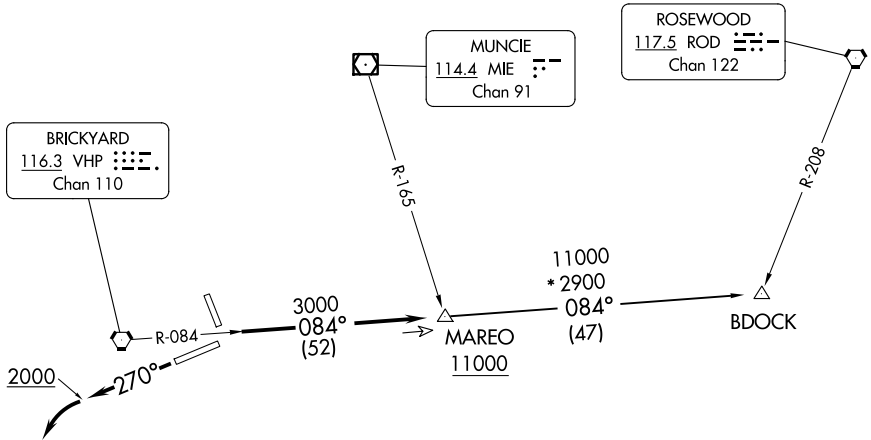 ROSEWOOD
117.5 ROD
Chan 122
MUNCIE
114.4 MIE
Chan 91
BRICKYARD
116.3 VHP
Chan 110
R-165
R-208
11000
*2900
084°
(47)
3000
084°
(52)
R-084
MAREO
11000
BDOCK
270°
2000